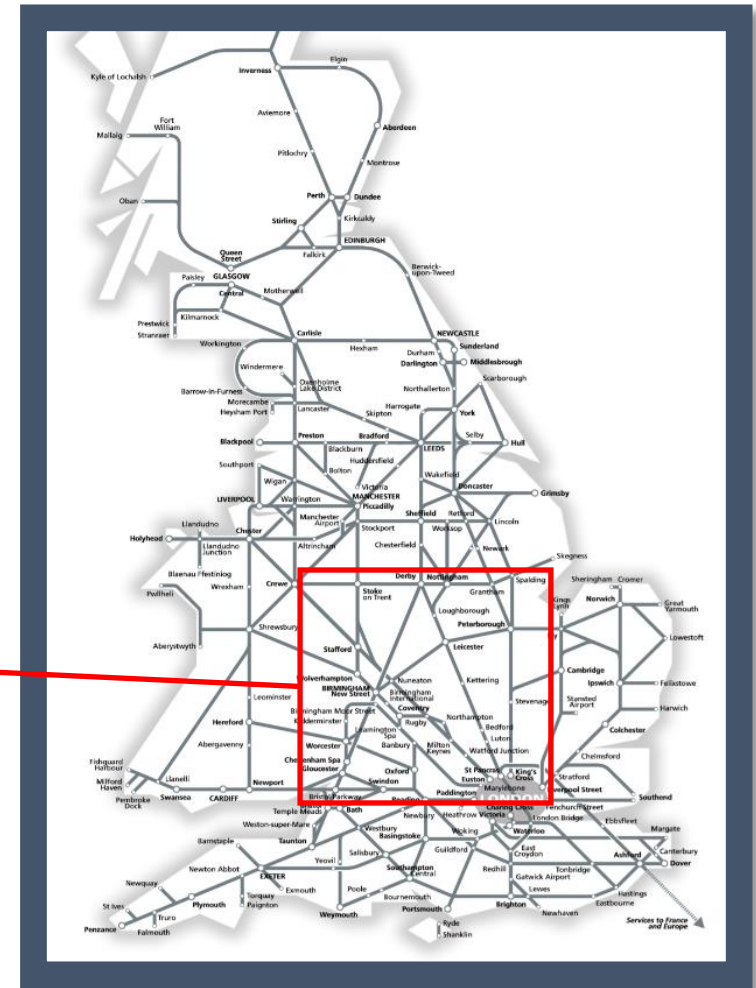 Elgin
Inverness
Kyle of Lochalsh
Aviemore
Fort
William
Aberdeen
Mallaig
Pitlochry
Montrose
Perth
Dundee
Oban
Kirkcaldy
Stirling
EDINBURGH
Falkirk
Queen
Street
Berwick-
upon-Tweed
GLASGOW
Paisley
Central
Motherwell
Kilmarnock
Prestwick
Stranraer
Carlisle
NEWCASTLE
Workington
Hexham
Sunderland
Durham
Darlington
Middlesbrough
Windermere
Oxenholme
Lake District
Northallerton
Scarborough
Barrow-in-Furness
Morecambe
Heysham Port
Lancaster
Harrogate
York
Skipton
Preston
Bradford
Selby
Blackpool
Blackburn
LEEDS
Hull
Huddersfield
Southport
Bolton
Wakefield
Wigan
Victoria
Doncaster
MANCHESTER
Piccadilly
Grimsby
LIVERPOOL
Warrington
Manchester
Airport
Sheffield
Retford
Lincoln
Llandudno
Stockport
Worksop
Chester
Holyhead
Llandudno
Junction
Altrincham
Chesterfield
Newark
Skegness
Blaenau Ffestiniog
Derby
Nottingham
Spalding
Sheringham
Cromer
Pwllheli
Wrexham
Crewe
Stoke
on Trent
Grantham
Kings
Lynn
Norwich
Great
Yarmouth
Loughborough
Peterborough
Shrewsbury
Ely
Lowestoft
Aberystwyth
Stafford
Leicester
Wolverhampton
Cambridge
BIRMINGHAM
New Street
Nuneaton
Birmingham
International
Kettering
Ipswich
Felixstowe
Leominster
Coventry
Stevenage
Stansted
Airport
Harwich
Birmingham Moor Street
Rugby
Northampton
Hereford
Kidderminster
Leamington
Spa
Bedford
Colchester
Abergavenny
Worcester
Banbury
Milton
Keynes
Luton
Watford Junction
Chelmsford
Cheltenham Spa
Gloucester
Oxford
St Pancras
King's
Cross
Fishguard
Harbour
Euston
Stratford
Milford
Haven
Llanelli
Swindon
Marylebone
Liverpool Street
Newport
Paddington
LONDON
Southend
Pembroke
Dock
Swansea
CARDIFF
Bristol Parkway
Reading
Fenchurch Street
Bristol
Temple Meads
Bath
Newbury
Heathrow
Victoria
Charing Cross
London Bridge
Ebbsfleet
Weston-super-Mare
Westbury
Basingstoke
Woking
Waterloo
Margate
Barnstaple
Taunton
Salisbury
Guildford
East
Croydon
Canterbury
Yeovil
Ashford
Dover
Newton Abbot
Southampton
Central
Redhill
Tonbridge
Gatwick Airport
EXETER
Newquay
Exmouth
Poole
Lewes
Hastings
St Ives
Torquay
Paignton
Bournemouth
Plymouth
Portsmouth
Brighton
Eastbourne
Truro
Weymouth
Newhaven
Penzance
Falmouth
Ryde
Shanklin
Services to France
and Europe